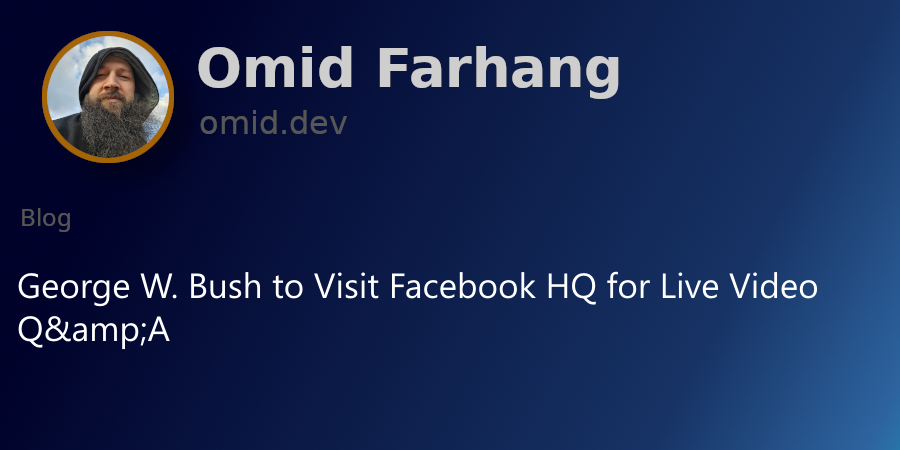 Omid Farhang
omid.dev
Blog
George W. Bush to Visit Facebook HQ for Live Video
Q&amp;A